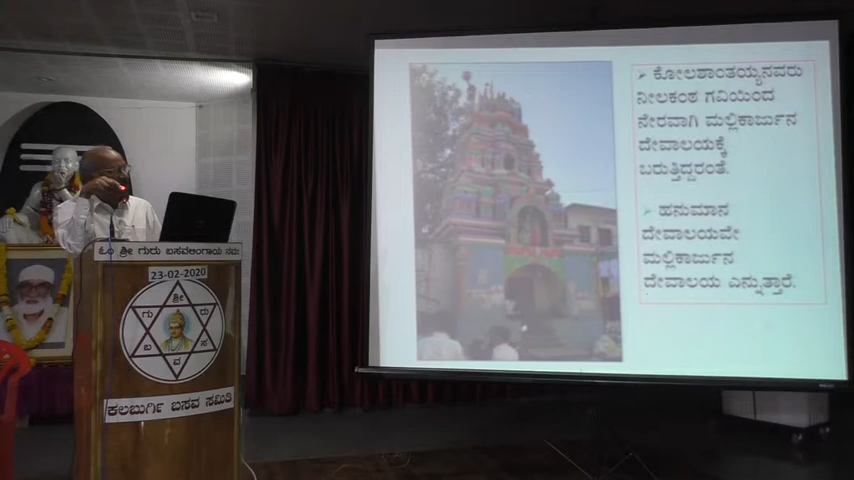 ➢ ಕೋಲಶಾಂತಯ್ಯನವರು
ನೀಲಕಂಠ ಗವಿಯಿಂದ
ನೇರವಾಗಿ ಮಲ್ಲಿಕಾರ್ಜುನ
ದೇವಾಲಯಕ್ಕೆ
ಬರುತ್ತಿದ್ದರಂತೆ.
➢ ಹನುಮಾನ
ದೇವಾಲಯವೇ
ಮಲ್ಲಿಕಾರ್ಜುನ
ದೇವಾಲಯ ಎನ್ನುತ್ತಾರೆ.
ಓಂ ಶ್ರೀ ಗುರು ಬಸವಲಿಂಗಾಯ ನಮಃ
23-02-2020
ಶ್ರೀ
ಗು
ರು
ಬ
ಸ
ವ
ಕಲಬುರ್ಗಿ ಬಸವ ಸಮಿತಿ